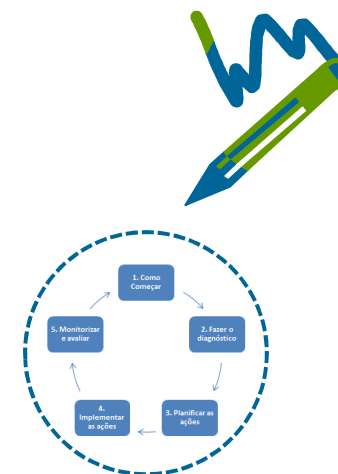 1. Como
Começar
2. Fazer o
diagnóstico
3. Planificar as
ações
4.
Implementar
as ações
5. Monitorizar
e avaliar